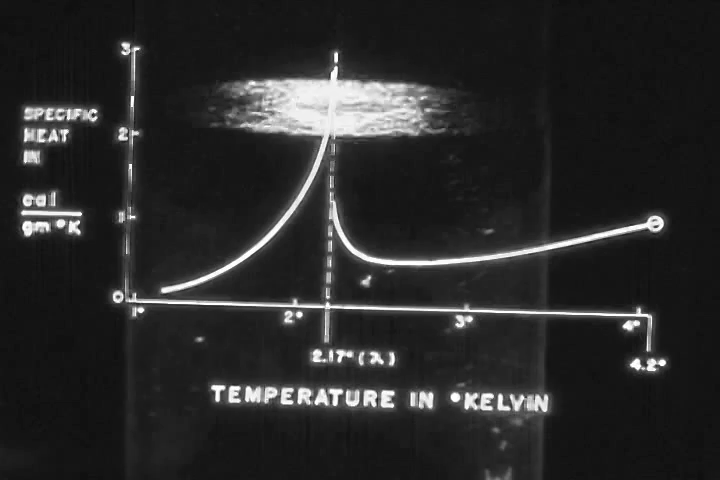 3
SPECIFIC
HEAT
IN
cal
gm °K
2
1
0
1°
2°
3°
4°
2.17° (λ)
4.2°
TEMPERATURE IN °KELVIN